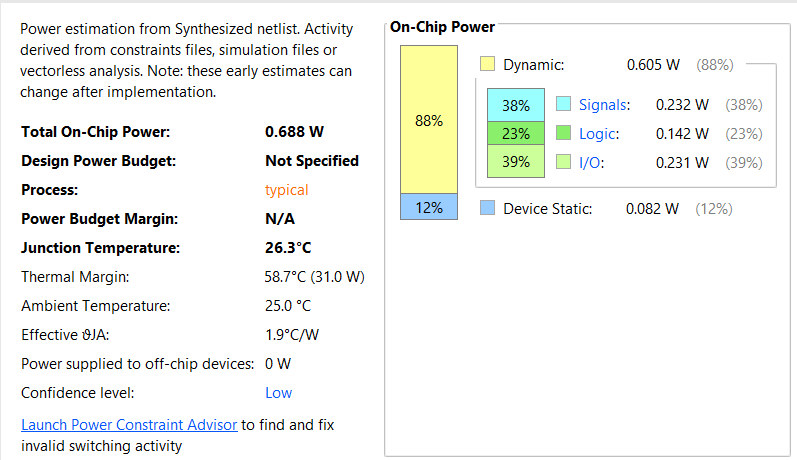 Power estimation from Synthesized netlist. Activity
derived from constraints files, simulation files or
vectorless analysis. Note: these early estimates can
change after implementation.
Total On-Chip Power: 0.688 W
Design Power Budget: Not Specified
Process: typical
Power Budget Margin: N/A
Junction Temperature: 26.3°C
Thermal Margin: 58.7°C (31.0 W)
Ambient Temperature: 25.0 °C
Effective ϑJA: 1.9°C/W
Power supplied to off-chip devices: 0 W
Confidence level: Low
Launch Power Constraint Advisor to find and fix
invalid switching activity
On-Chip Power
88%
12%
Dynamic: 0.605 W (88%)
38% Signals: 0.232 W (38%)
23% Logic: 0.142 W (23%)
39% I/O: 0.231 W (39%)
Device Static: 0.082 W (12%)